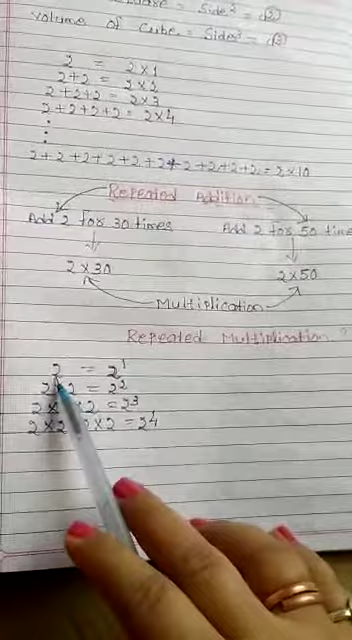 Side³ = 
volume of Cube = Side³ = 
2 = 2×1
2+2 = 2×2
2+2+2 = 2×3
2+2+2+2 = 2×4
:
:
2+2+2+2+2+2+2+2+2+2 = 2×10
Repeated Addition
Add 2 for 30 times Add 2 for 50 times
2×30 2×50
Multiplication
Repeated Multiplication ?
2 = 2¹
2×2 = 2²
2××2 = 2³
2×2 2×2 = 2⁴